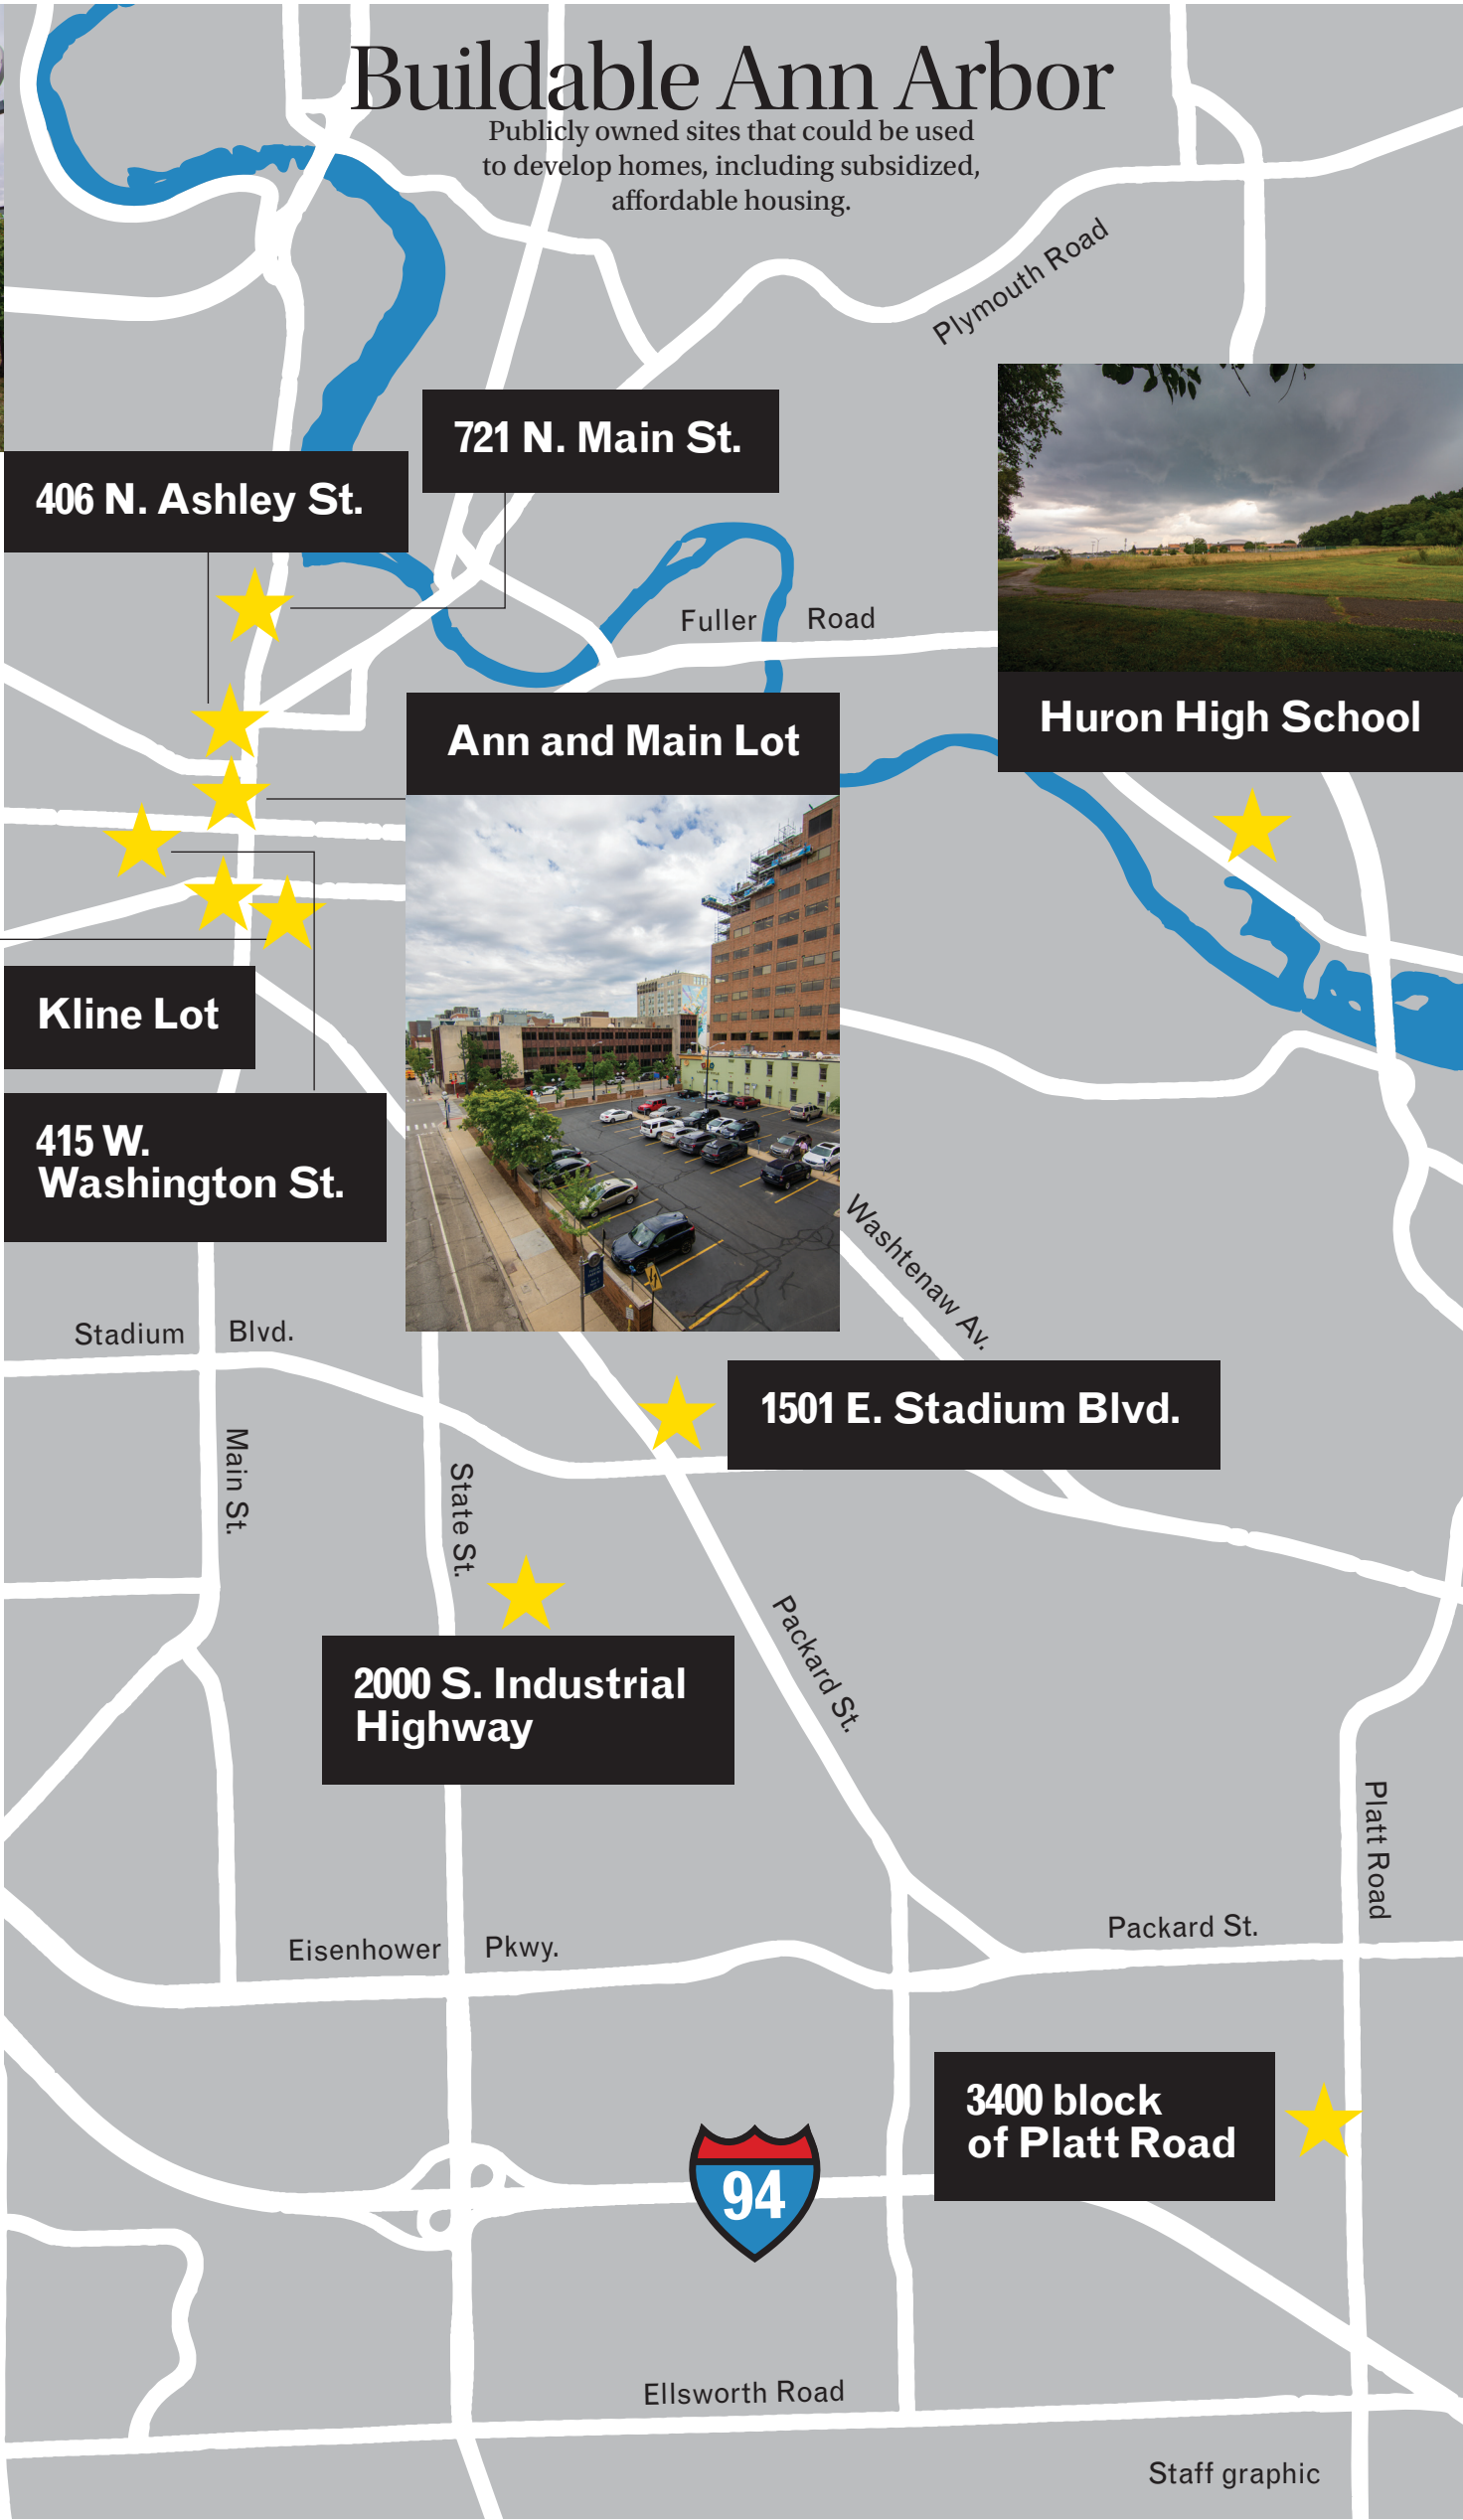 Buildable Ann Arbor
Publicly owned sites that could be used
to develop homes, including subsidized,
affordable housing.
Plymouth Road
721 N. Main St.
406 N. Ashley St.
Fuller Road
Huron High School
Ann and Main Lot
Kline Lot
415 W.
Washington St.
Washtenaw Av.
Stadium Blvd.
1501 E. Stadium Blvd.
Main St.
State St.
2000 S. Industrial
Highway
Packard St.
Platt Road
Packard St.
Eisenhower Pkwy.
3400 block
of Platt Road
94
Ellsworth Road
Staff graphic